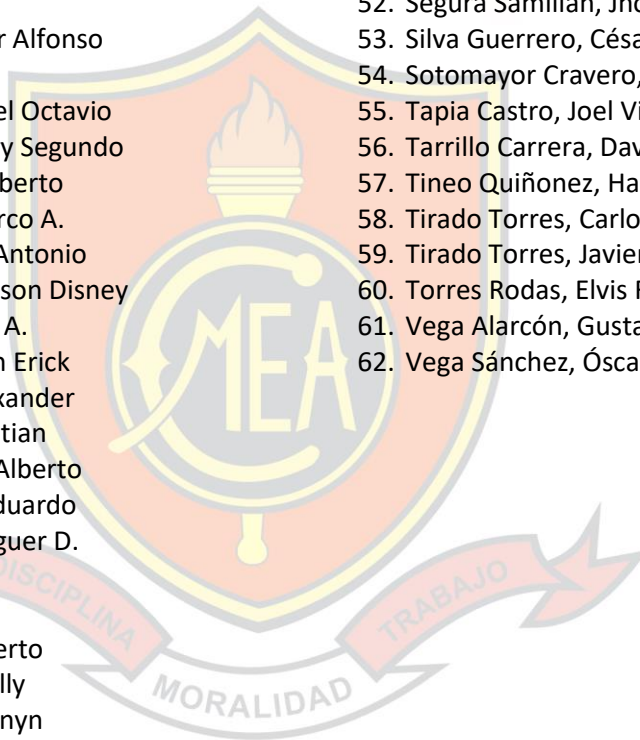 r Alfonso
el Octavio
y Segundo
berto
rco A.
Antonio
son Disney
A.
n Erick
xander
tian
Alberto
duardo
guer D.
erto
lly
nyn
52. Segura Samillán, Jho
53. Silva Guerrero, Césa
54. Sotomayor Cravero,
55. Tapia Castro, Joel Vi
56. Tarrillo Carrera, Dav
57. Tineo Quiñonez, Ha
58. Tirado Torres, Carlo
59. Tirado Torres, Javier
60. Torres Rodas, Elvis
61. Vega Alarcón, Gusta
62. Vega Sánchez, Ósca
CMEA
DISCIPLINA
MORALIDAD
TRABAJO